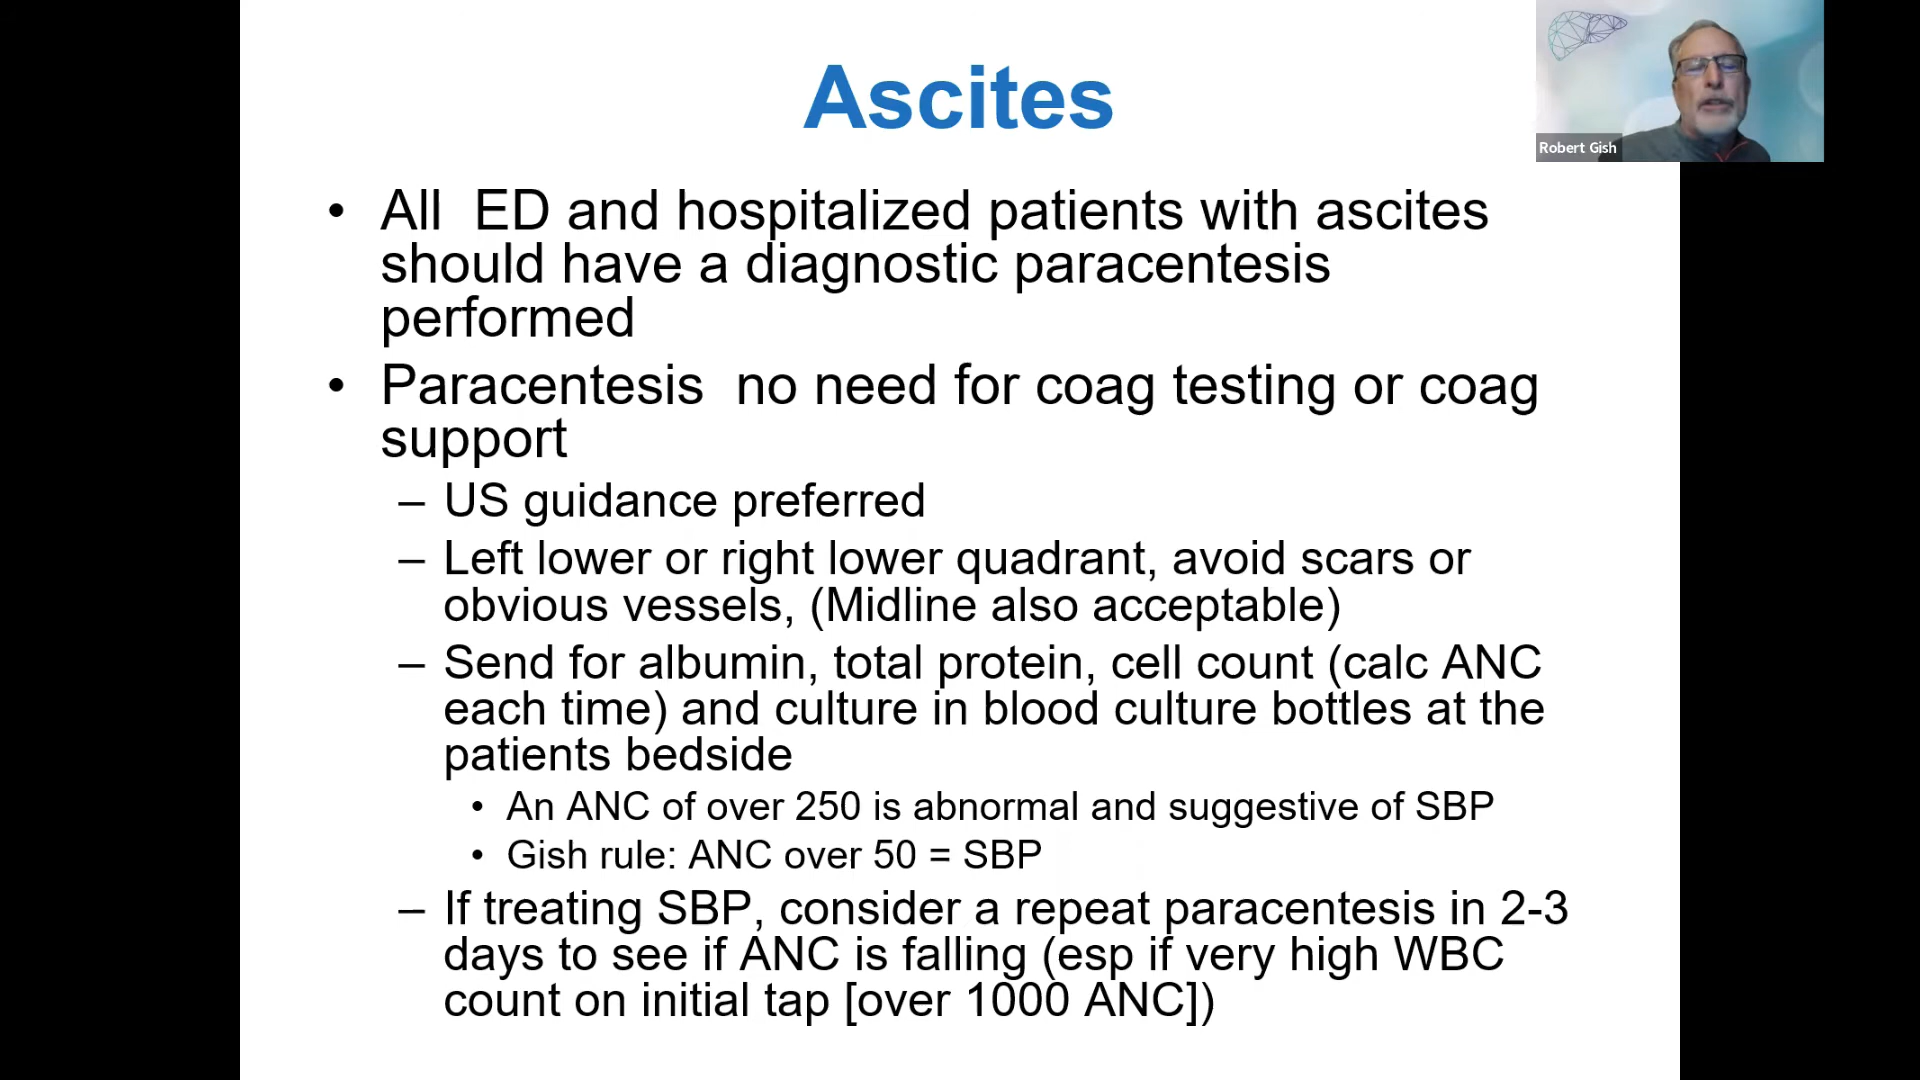 Ascites
Robert Gish
• All  ED and hospitalized patients with ascites
should have a diagnostic paracentesis
performed
• Paracentesis  no need for coag testing or coag
support
– US guidance preferred
– Left lower or right lower quadrant, avoid scars or
obvious vessels, (Midline also acceptable)
– Send for albumin, total protein, cell count (calc ANC
each time) and culture in blood culture bottles at the
patients bedside
• An ANC of over 250 is abnormal and suggestive of SBP
• Gish rule: ANC over 50 = SBP
– If treating SBP, consider a repeat paracentesis in 2-3
days to see if ANC is falling (esp if very high WBC
count on initial tap [over 1000 ANC])